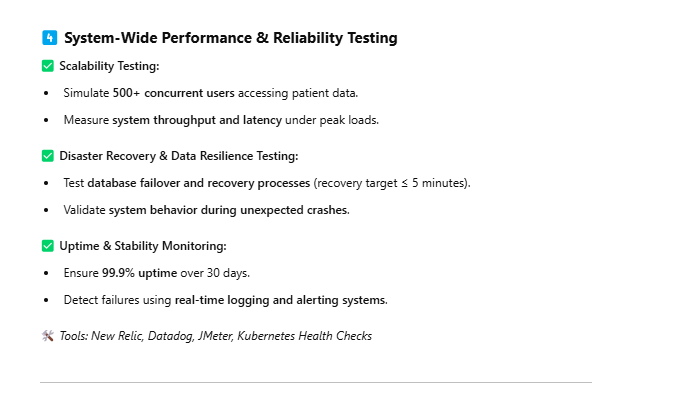 4️⃣ System-Wide Performance & Reliability Testing
✅ Scalability Testing:
• Simulate 500+ concurrent users accessing patient data.
• Measure system throughput and latency under peak loads.
✅ Disaster Recovery & Data Resilience Testing:
• Test database failover and recovery processes (recovery target ≤ 5 minutes).
• Validate system behavior during unexpected crashes.
✅ Uptime & Stability Monitoring:
• Ensure 99.9% uptime over 30 days.
• Detect failures using real-time logging and alerting systems.
🛠 Tools: New Relic, Datadog, JMeter, Kubernetes Health Checks